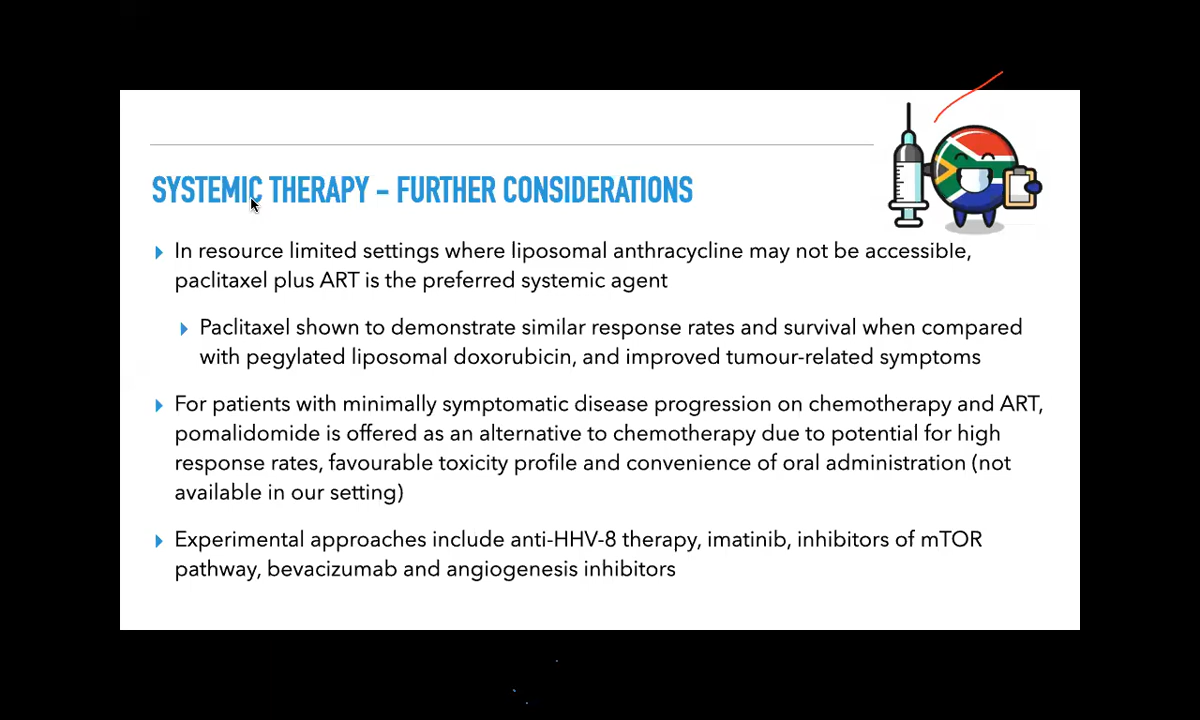 SYSTEMIC THERAPY – FURTHER CONSIDERATIONS
In resource limited settings where liposomal anthracycline may not be accessible,
paclitaxel plus ART is the preferred systemic agent
Paclitaxel shown to demonstrate similar response rates and survival when compared
with pegylated liposomal doxorubicin, and improved tumour-related symptoms
For patients with minimally symptomatic disease progression on chemotherapy and ART,
pomalidomide is offered as an alternative to chemotherapy due to potential for high
response rates, favourable toxicity profile and convenience of oral administration (not
available in our setting)
Experimental approaches include anti-HHV-8 therapy, imatinib, inhibitors of mTOR
pathway, bevacizumab and angiogenesis inhibitors